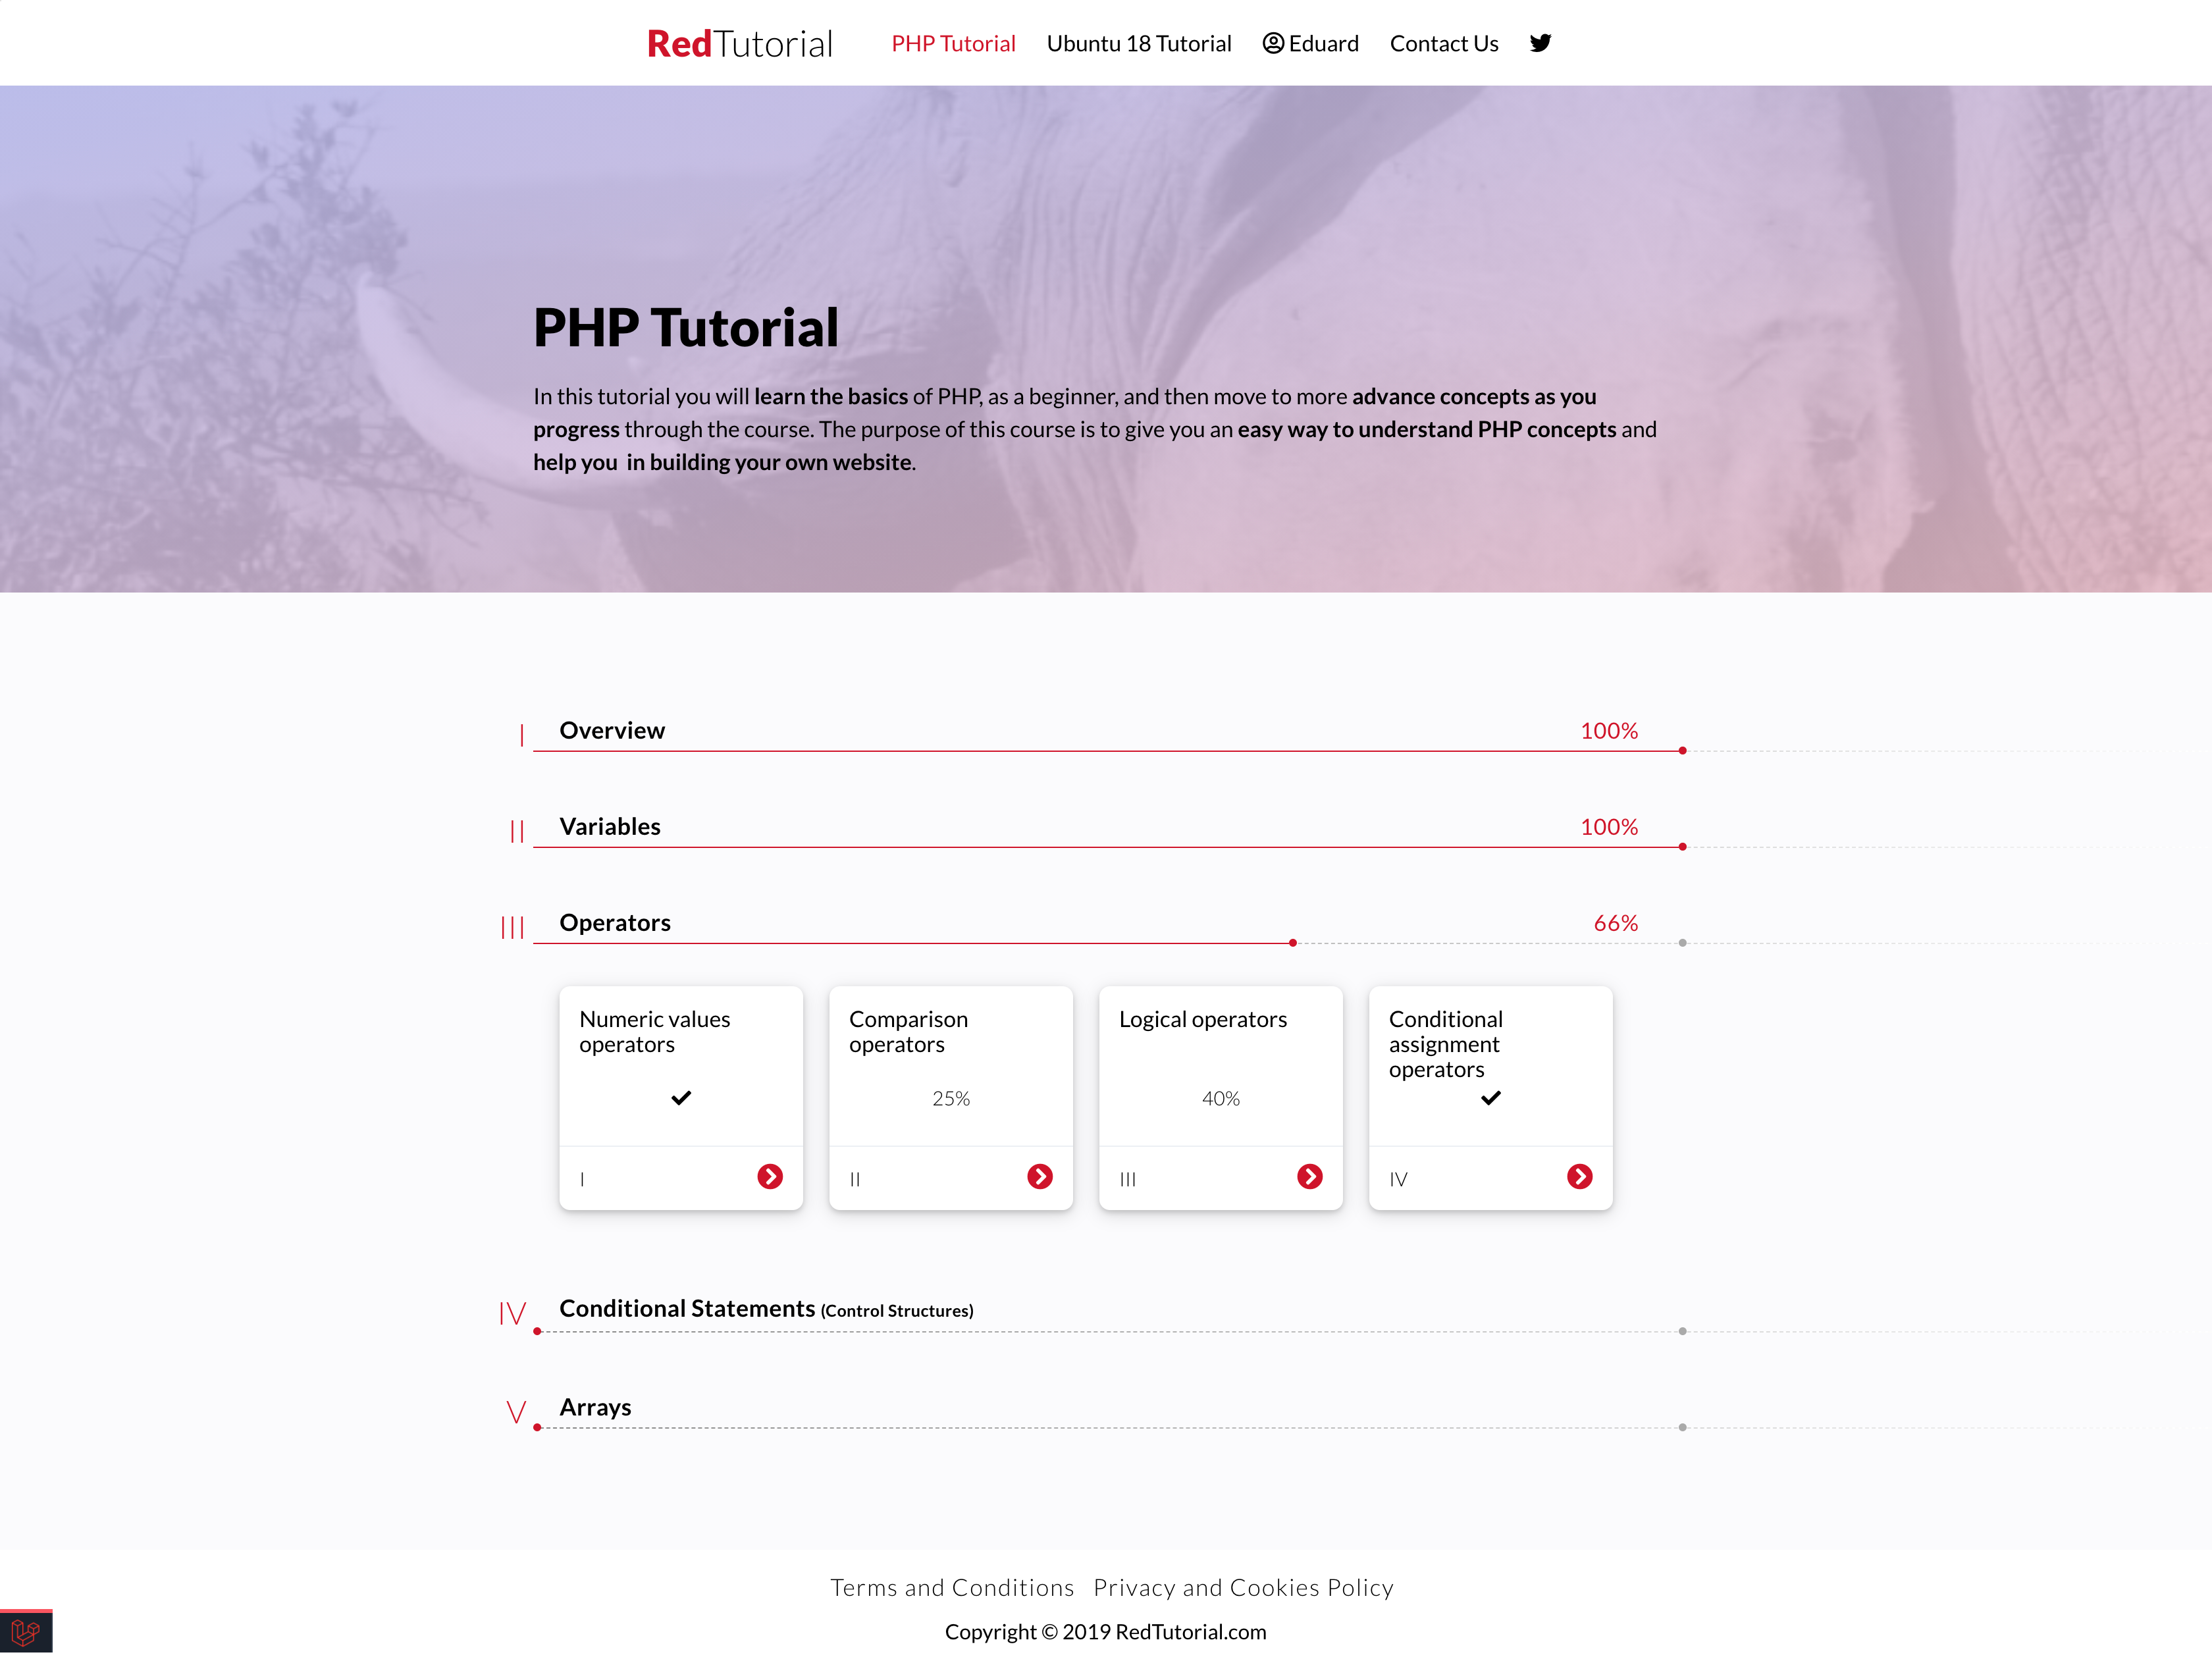 RedTutorial PHP Tutorial Ubuntu 18 Tutorial Eduard Contact Us
PHP Tutorial
In this tutorial you will learn the basics of PHP, as a beginner, and then move to more advance concepts as you
progress through the course. The purpose of this course is to give you an easy way to understand PHP concepts and
help you in building your own website.
I Overview 100%
II Variables 100%
III Operators 66%
Numeric values
operators
I
Comparison
operators
25%
II
Logical operators
40%
III
Conditional
assignment
operators
IV
IV Conditional Statements (Control Structures)
V Arrays
Terms and Conditions Privacy and Cookies Policy
Copyright © 2019 RedTutorial.com